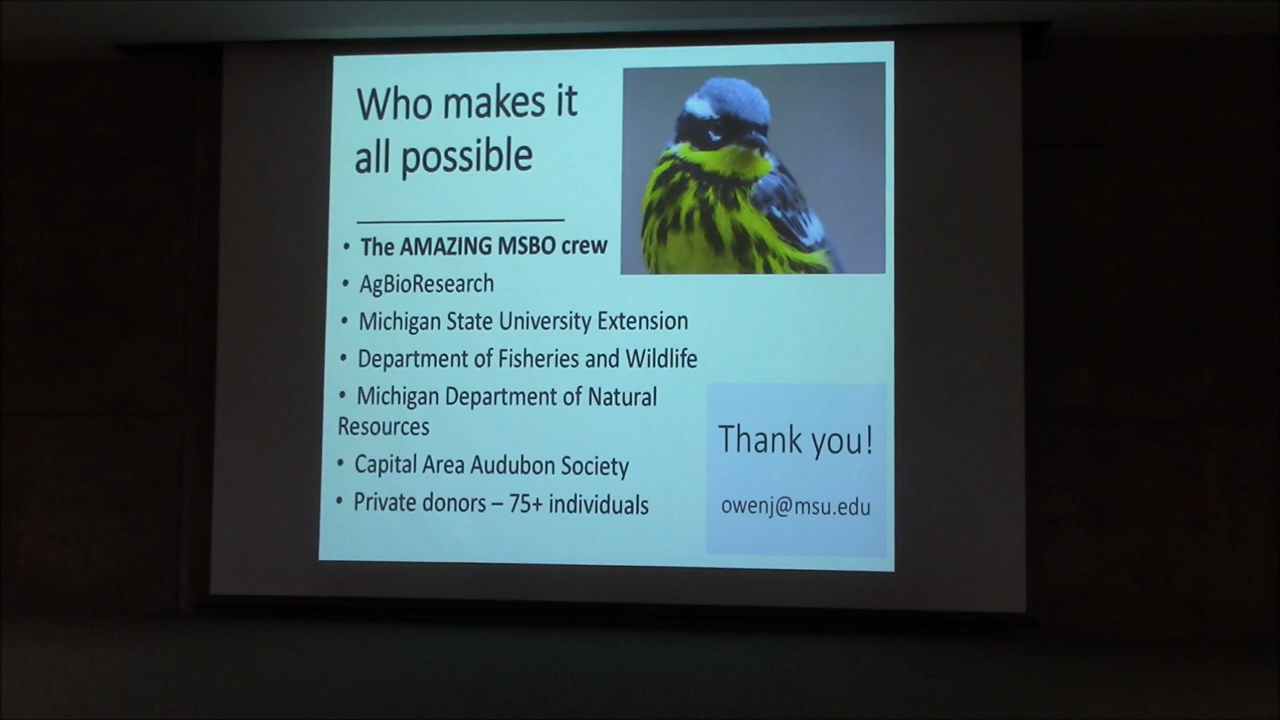 Who makes it
all possible
• The AMAZING MSBO crew
• AgBioResearch
• Michigan State University Extension
• Department of Fisheries and Wildlife
• Michigan Department of Natural
Resources
• Capital Area Audubon Society
• Private donors – 75+ individuals
Thank you!
owenj@msu.edu